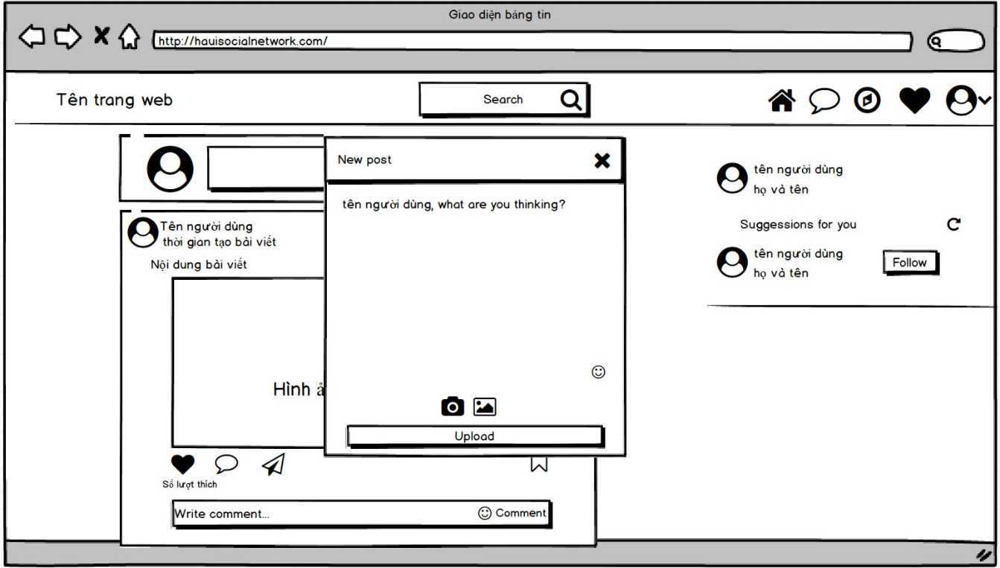 Giao diện bảng tin
http://hauisocialnetwork.com/
Tên trang web
Search
New post
tên người dùng, what are you thinking?
Upload
Tên người dùng
thời gian tạo bài viết
Nội dung bài viết
Hình ả
Số lượt thích
Write comment...
Comment
tên người dùng
họ và tên
Suggessions for you
tên người dùng
họ và tên
Follow